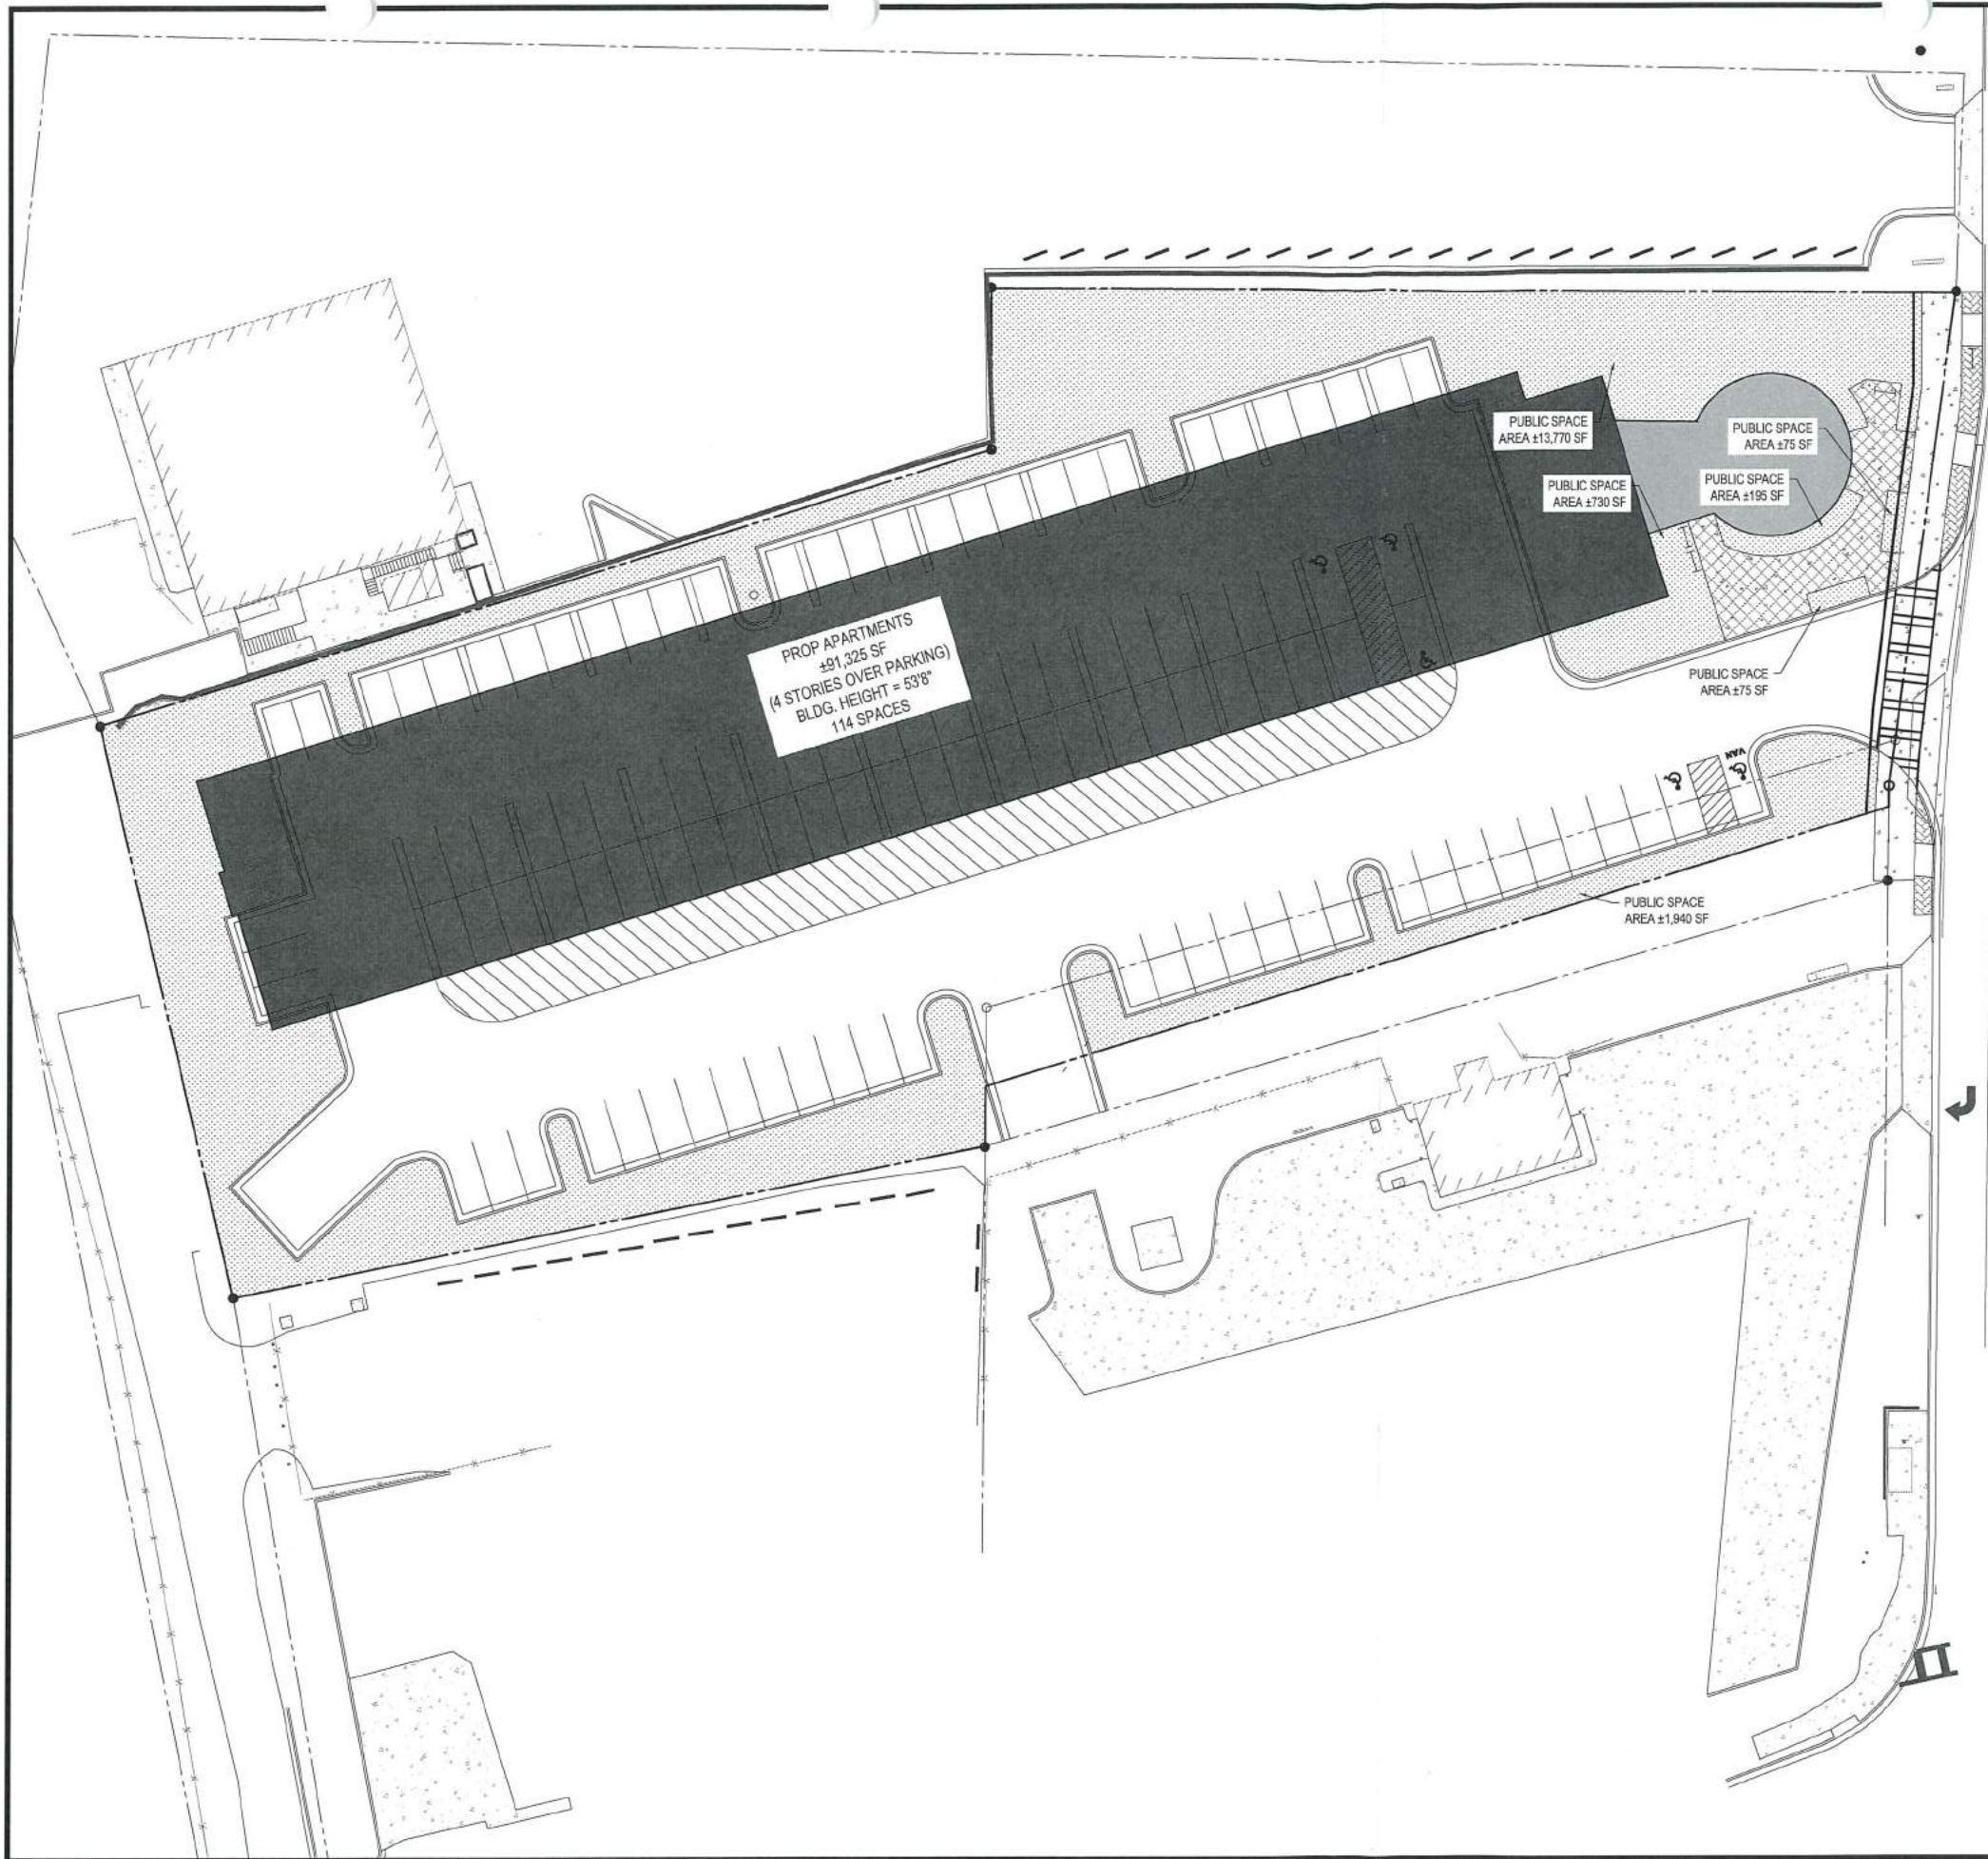 PUBLIC SPACE
AREA ±13,770 SF
PUBLIC SPACE
AREA ±75 SF
PUBLIC SPACE
AREA ±730 SF
PUBLIC SPACE
AREA ±195 SF
PROP APARTMENTS
±91,325 SF
(4 STORIES OVER PARKING)
BLDG. HEIGHT = 53'8"
114 SPACES
PUBLIC SPACE
AREA ±75 SF
VAN
PUBLIC SPACE
AREA ±1,940 SF